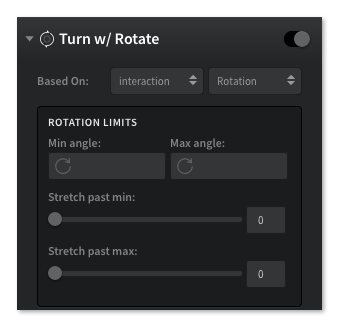 Turn w/ Rotate
Based On: interaction Rotation
ROTATION LIMITS
Min angle: Max angle:
Stretch past min:
0
Stretch past max:
0